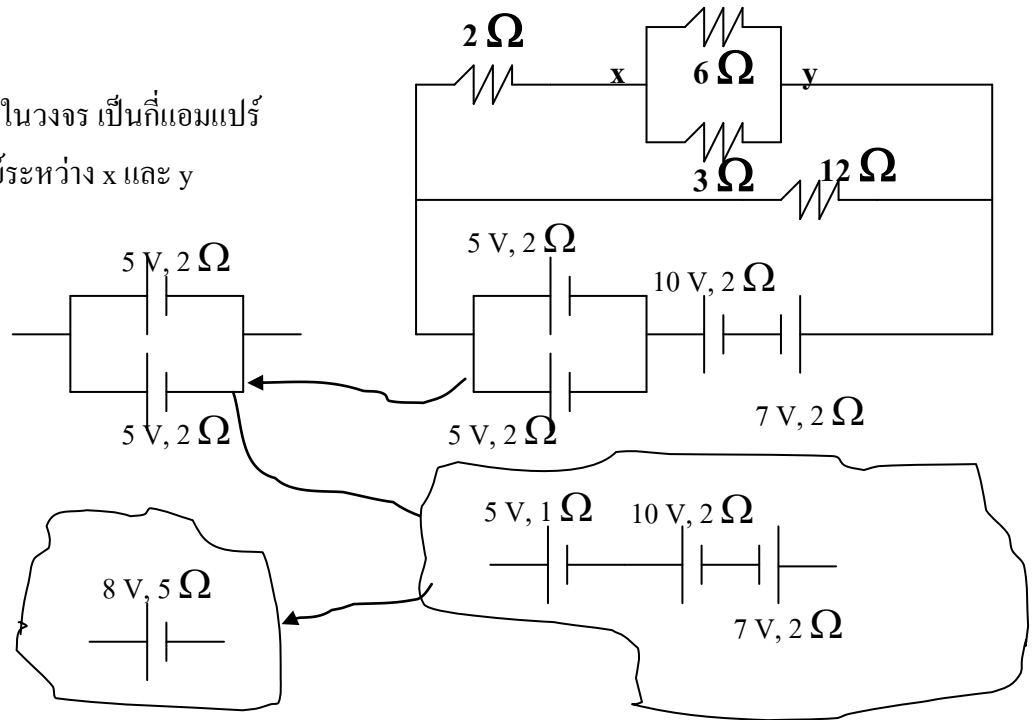 2 Ω
x 6 Ω y
ในวงจร เป็นกี่แอมแปร์
3 Ω 12 Ω
ระหว่าง x และ y
5 V, 2 Ω
5 V, 2 Ω
10 V, 2 Ω
5 V, 2 Ω
5 V, 2 Ω
7 V, 2 Ω
5 V, 1 Ω 10 V, 2 Ω
8 V, 5 Ω
7 V, 2 Ω